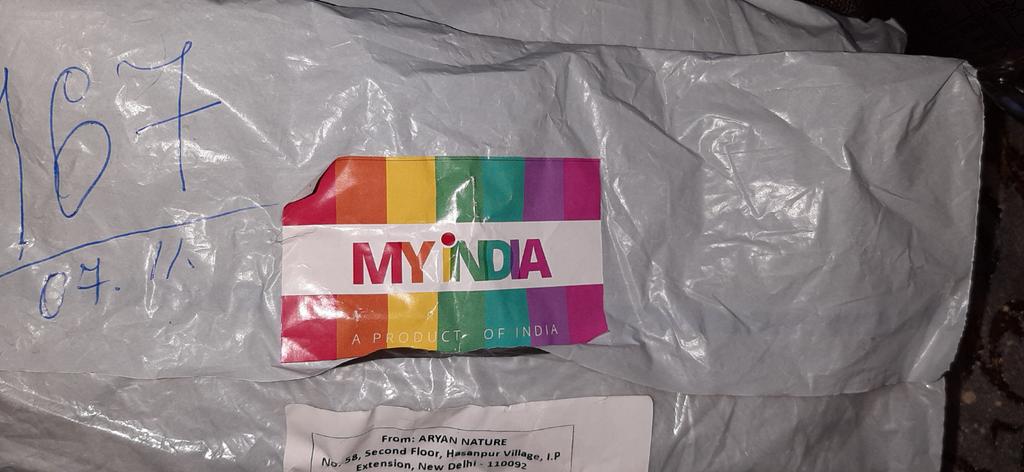 167
07.11.
MY iNDIA
A PRODUCT OF INDIA
From: ARYAN NATURE
No. 58, Second Floor, Hasanpur Village, I.P
Extension, New Delhi - 110092